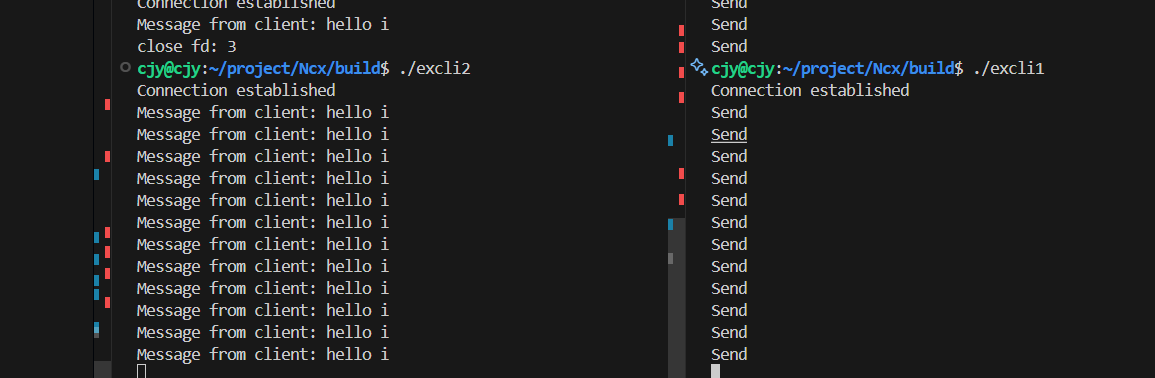 Connection established
Message from client: hello i
close fd: 3
cjy@cjy:~/project/Ncx/build$ ./excli2
Connection established
Message from client: hello i
Message from client: hello i
Message from client: hello i
Message from client: hello i
Message from client: hello i
Message from client: hello i
Message from client: hello i
Message from client: hello i
Message from client: hello i
Message from client: hello i
Message from client: hello i
Message from client: hello i
Send
Send
Send
cjy@cjy:~/project/Ncx/build$ ./excli1
Connection established
Send
Send
Send
Send
Send
Send
Send
Send
Send
Send
Send
Send